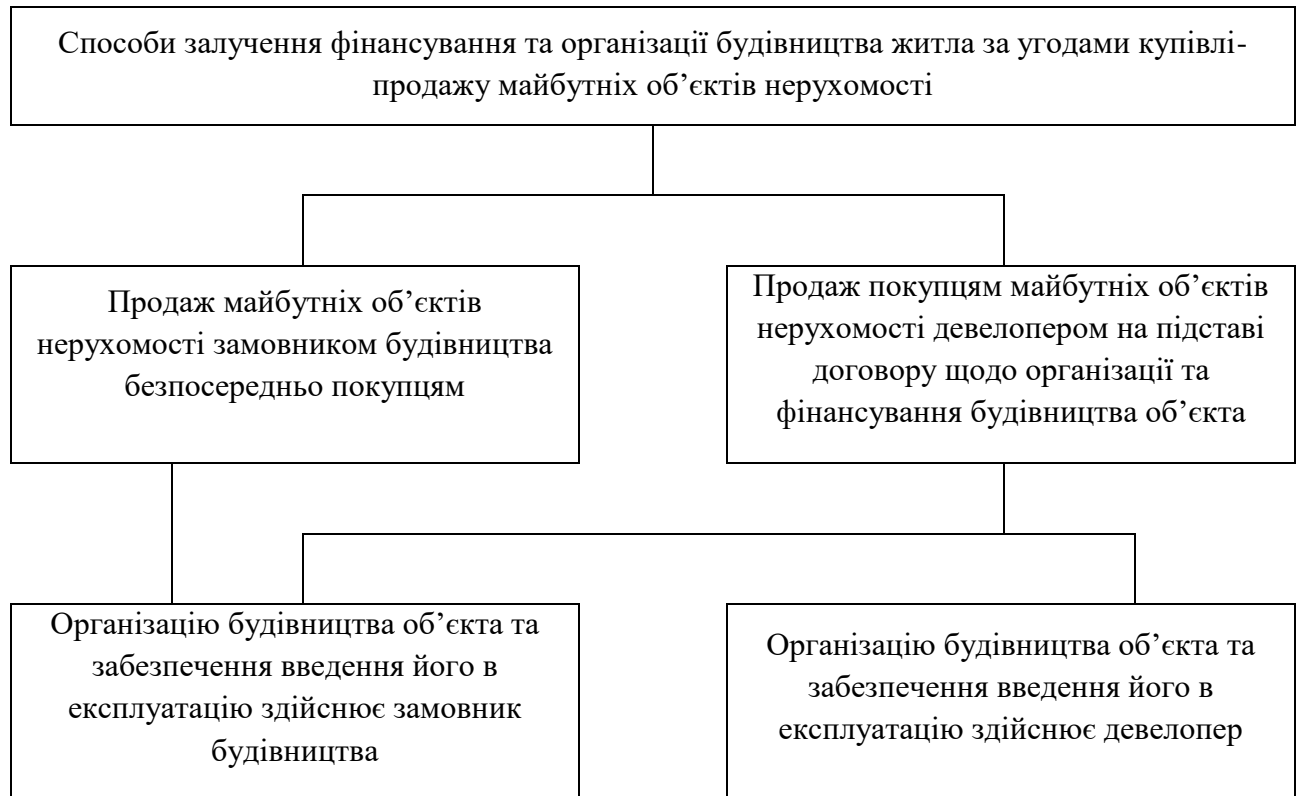 Способи залучення фінансування та організації будівництва житла за угодами купівлі-
продажу майбутніх об’єктів нерухомості
Продаж майбутніх об’єктів
нерухомості замовником будівництва
безпосередньо покупцям
Продаж покупцям майбутніх об’єктів
нерухомості девелопером на підставі
договору щодо організації та
фінансування будівництва об’єкта
Організацію будівництва об’єкта та
забезпечення введення його в
експлуатацію здійснює замовник
будівництва
Організацію будівництва об’єкта та
забезпечення введення його в
експлуатацію здійснює девелопер